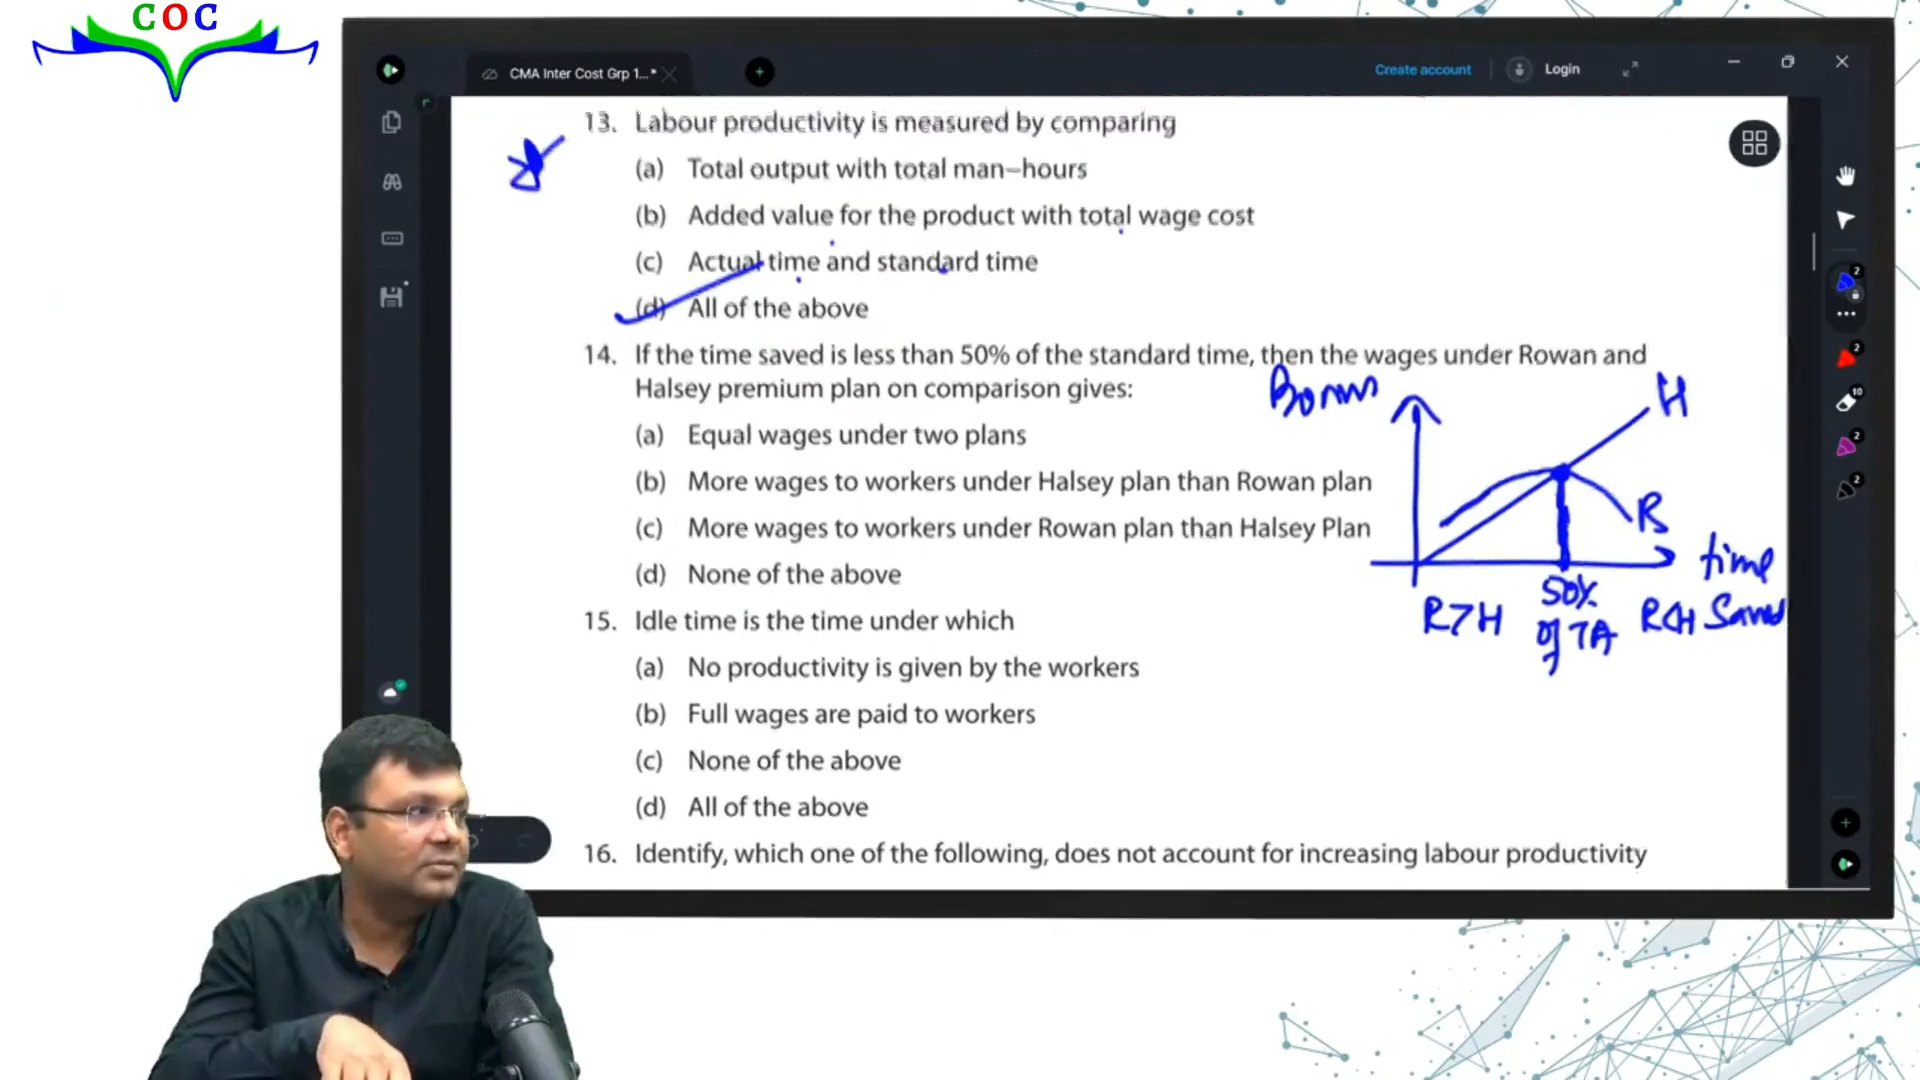 COC
CMA Inter Cost Grp 1...*
Create account
Login
13. Labour productivity is measured by comparing
(a) Total output with total man-hours
(b) Added value for the product with total wage cost
(c) Actual time and standard time
(d) All of the above
14. If the time saved is less than 50% of the standard time, then the wages under Rowan and
Halsey premium plan on comparison gives:
(a) Equal wages under two plans
(b) More wages to workers under Halsey plan than Rowan plan
(c) More wages to workers under Rowan plan than Halsey Plan
(d) None of the above
Bonus
H
R
time
Saved
50%
of TA
R>H
R<H
15. Idle time is the time under which
(a) No productivity is given by the workers
(b) Full wages are paid to workers
(c) None of the above
(d) All of the above
16. Identify, which one of the following, does not account for increasing labour productivity
2
2
10
2
2